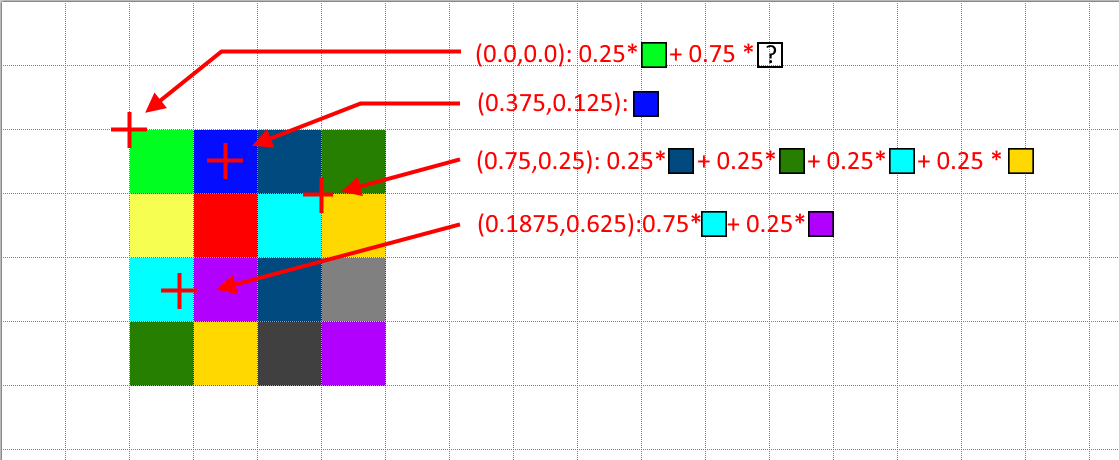 (0.0,0.0): 0.25* + 0.75 * ?
(0.375,0.125):
(0.75,0.25): 0.25* + 0.25* + 0.25* + 0.25 *
(0.1875,0.625):0.75* + 0.25*